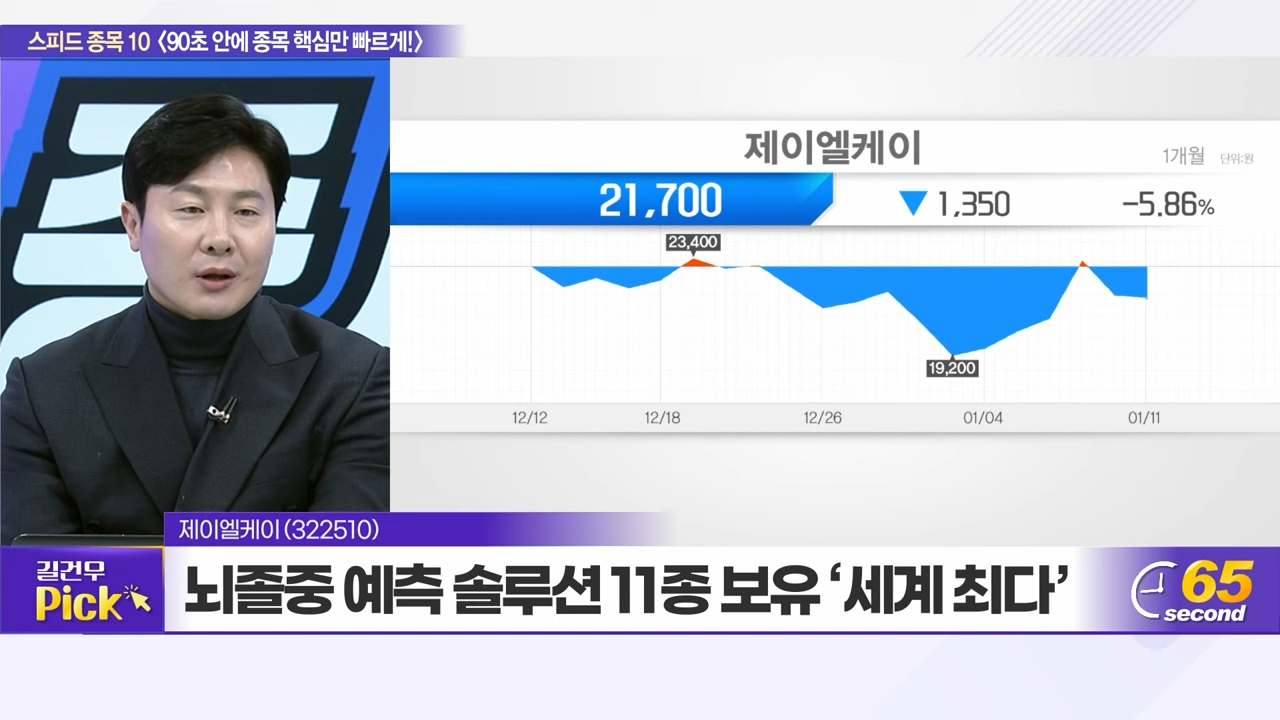 스피드 종목 10 〈90초 안에 종목 핵심만 빠르게!〉
제이엘케이
1개월 단위:원
21,700 ▼ 1,350 -5.86%
23,400
19,200
12/12 12/18 12/26 01/04 01/11
제이엘케이(322510)
길건무
Pick
뇌졸중 예측 솔루션 11종 보유 ‘세계 최다’
65
second